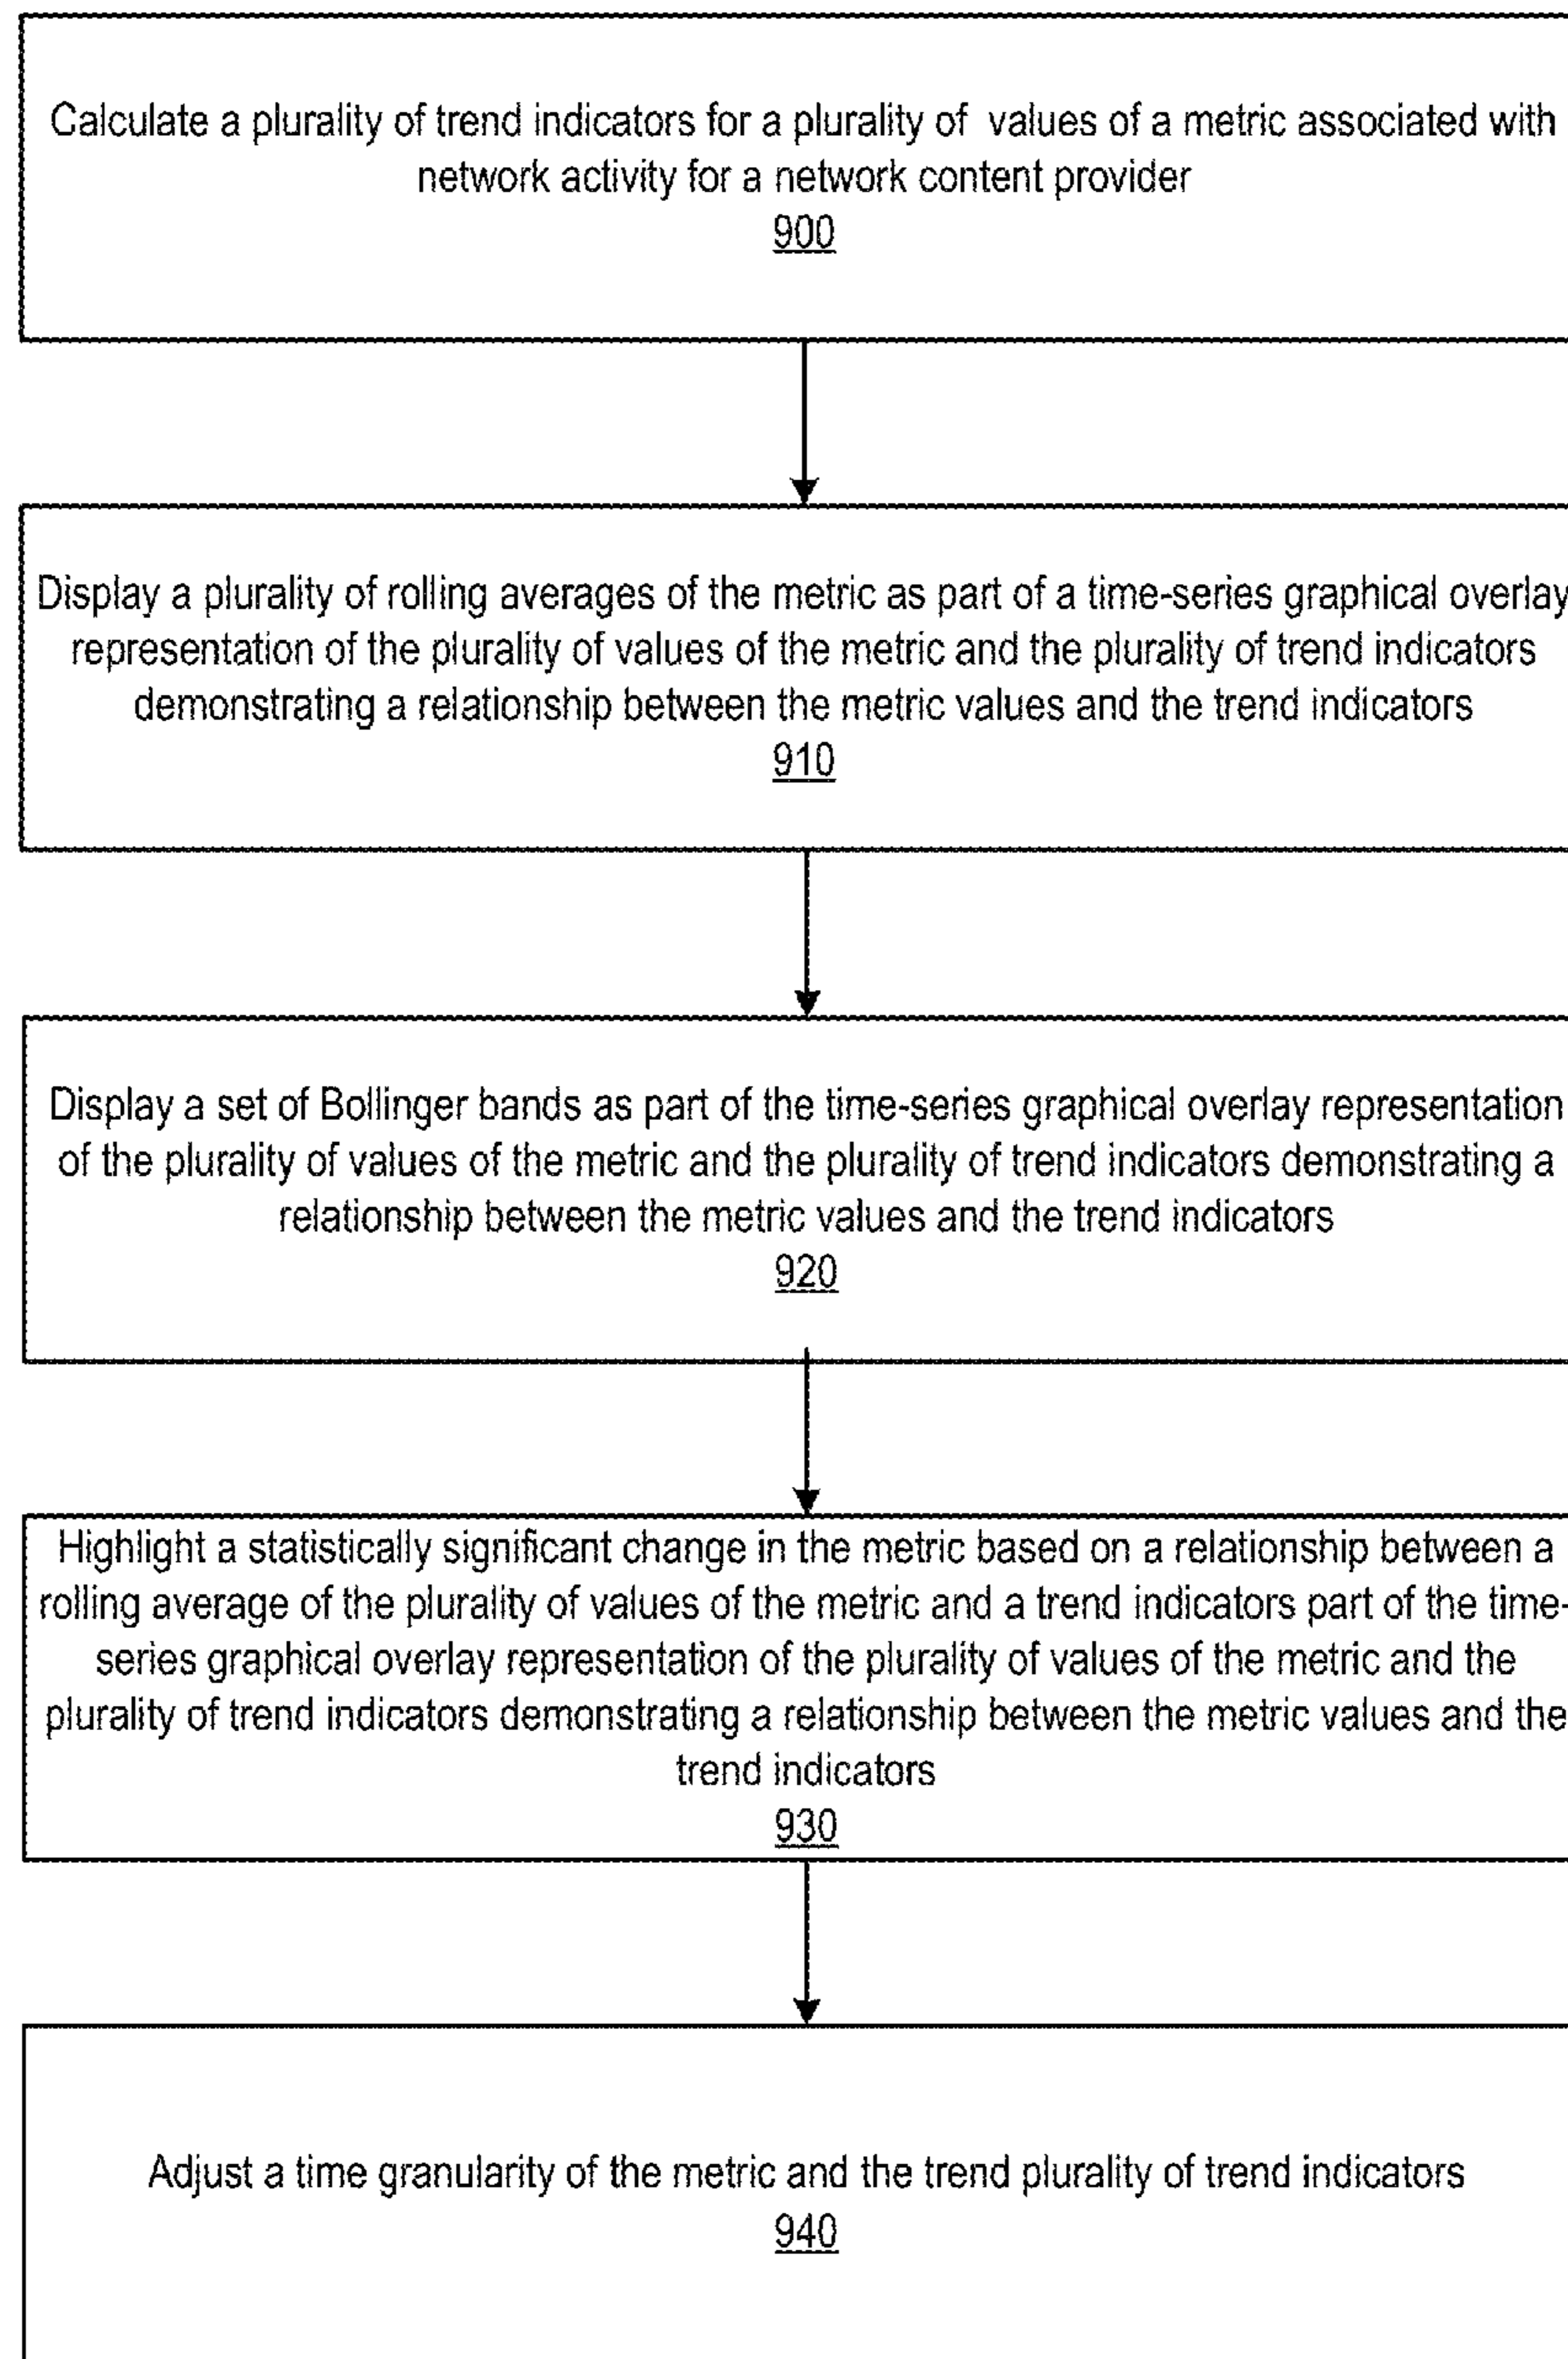 Calculate a plurality of trend indicators for a plurality of values of a metric associated with
network activity for a network content provider
900
Display a plurality of rolling averages of the metric as part of a time-series graphical overlay
representation of the plurality of values of the metric and the plurality of trend indicators
demonstrating a relationship between the metric values and the trend indicators
910
Display a set of Bollinger bands as part of the time-series graphical overlay representation
of the plurality of values of the metric and the plurality of trend indicators demonstrating a
relationship between the metric values and the trend indicators
920
Highlight a statistically significant change in the metric based on a relationship between a
rolling average of the plurality of values of the metric and a trend indicators part of the time-
series graphical overlay representation of the plurality of values of the metric and the
plurality of trend indicators demonstrating a relationship between the metric values and the
trend indicators
930
Adjust a time granularity of the metric and the trend plurality of trend indicators
940